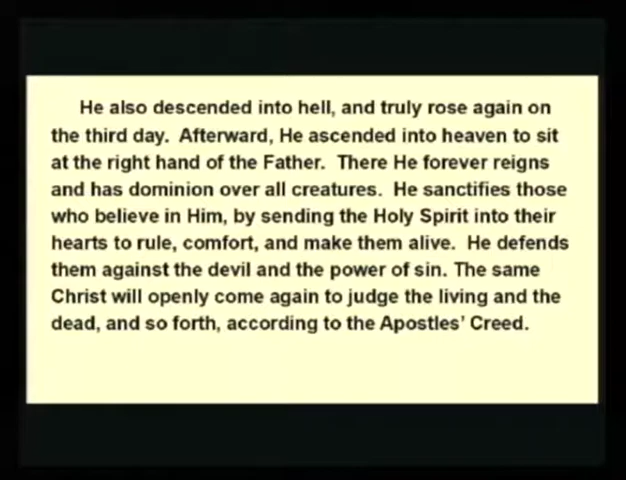 He also descended into hell, and truly rose again on
the third day. Afterward, He ascended into heaven to sit
at the right hand of the Father. There He forever reigns
and has dominion over all creatures. He sanctifies those
who believe in Him, by sending the Holy Spirit into their
hearts to rule, comfort, and make them alive. He defends
them against the devil and the power of sin. The same
Christ will openly come again to judge the living and the
dead, and so forth, according to the Apostles' Creed.